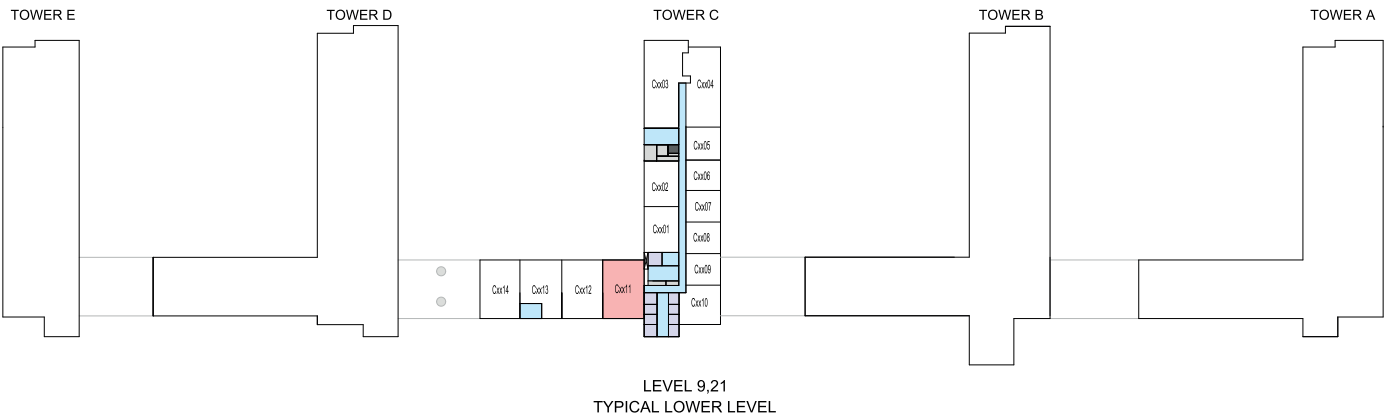 TOWER E
TOWER D
TOWER C
TOWER B
TOWER A
Cxx03
Cxx04
Cxx05
Cxx06
Cxx02
Cxx07
Cxx01
Cxx08
Cxx09
Cxx14
Cxx13
Cxx12
Cxx11
Cxx10
LEVEL 9,21
TYPICAL LOWER LEVEL